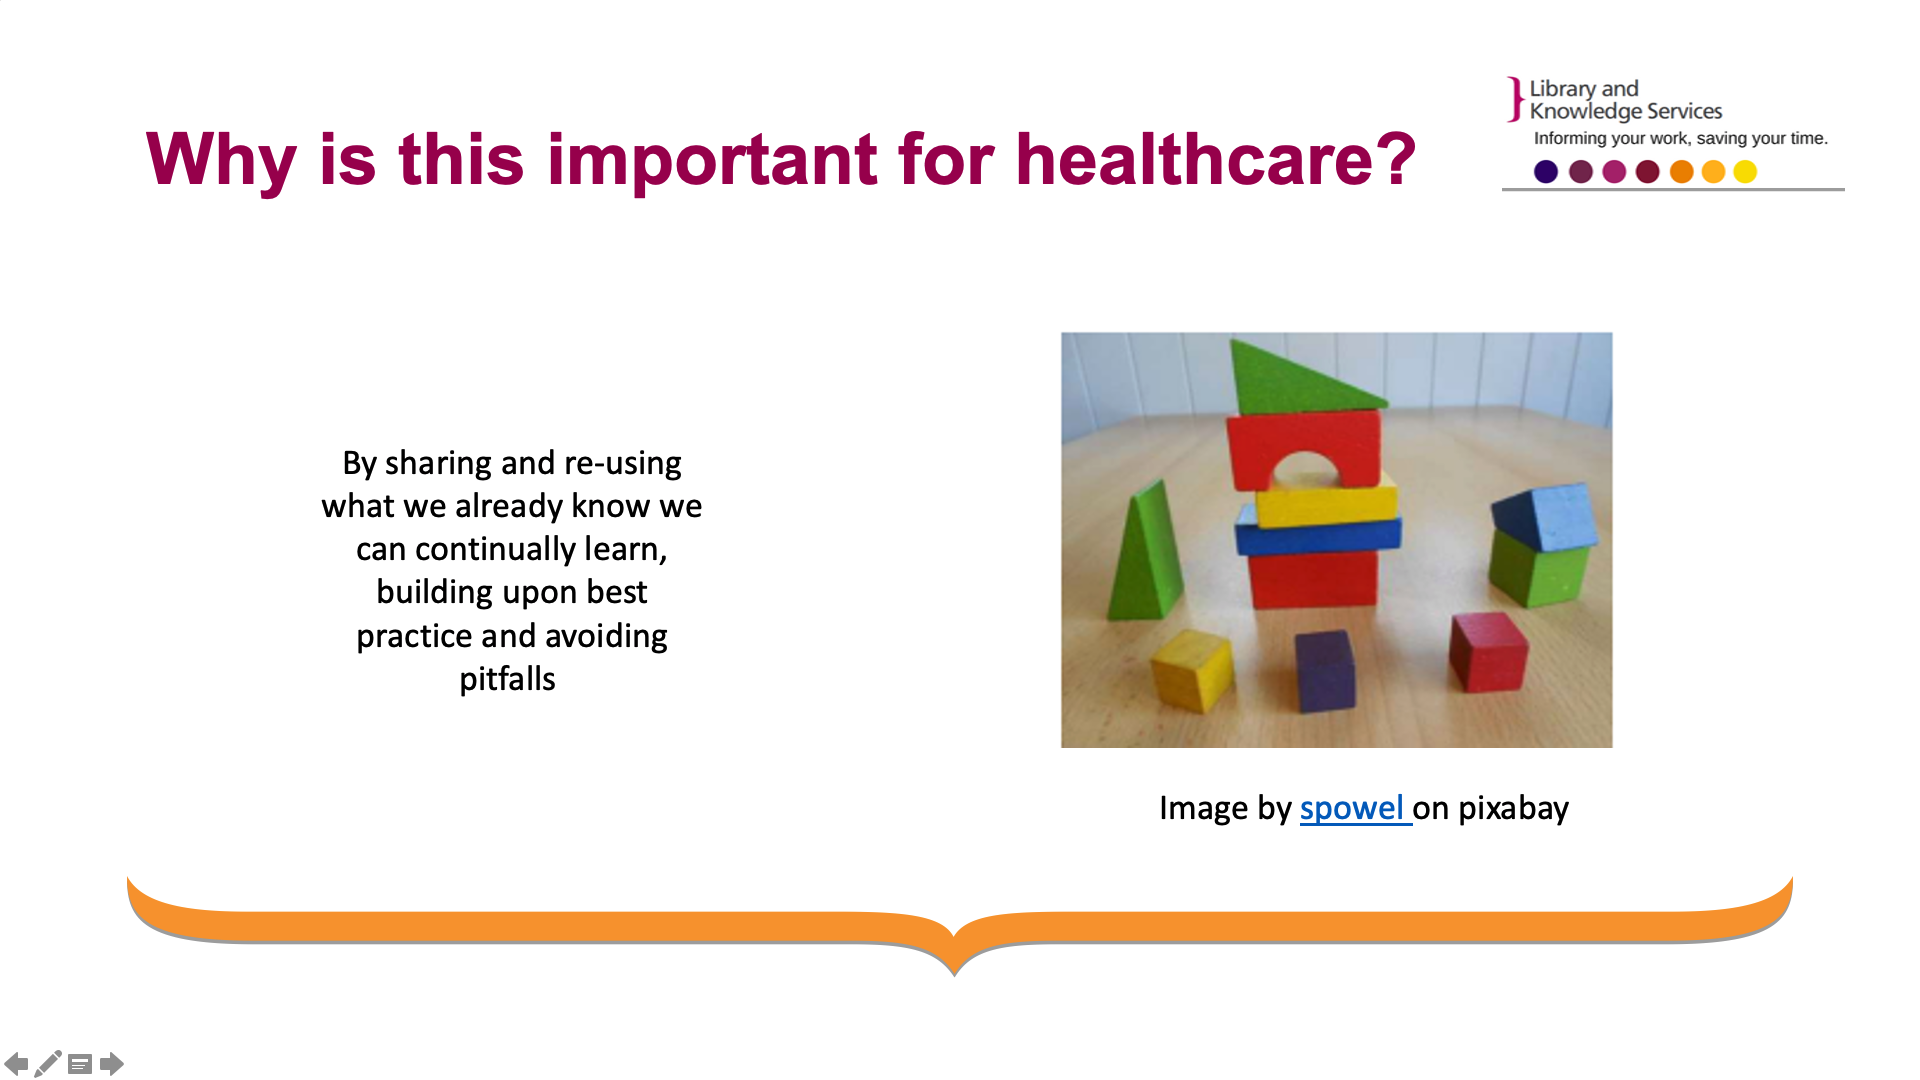 Why is this important for healthcare?
Library and
Knowledge Services
Informing your work, saving your time.
By sharing and re-using
what we already know we
can continually learn,
building upon best
practice and avoiding
pitfalls
Image by spowel on pixabay